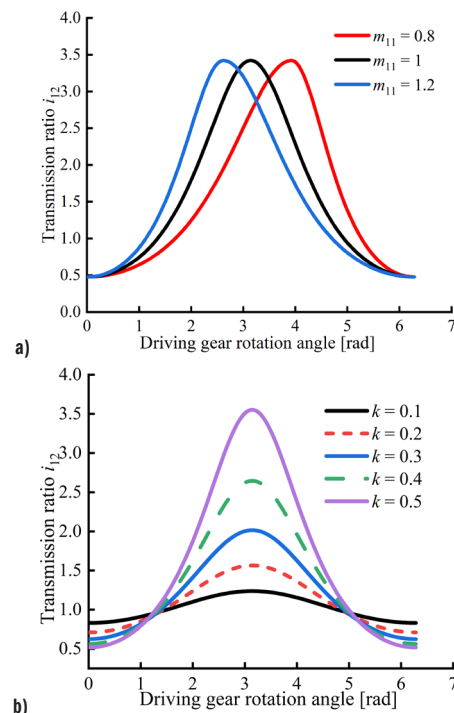 4.0
3.5
3.0
2.5
2.0
1.5
1.0
0.5
0.0
Transmission ratio i₁₂
m₁₁ = 0.8
m₁₁ = 1
m₁₁ = 1.2
0 1 2 3 4 5 6 7
Driving gear rotation angle [rad]
a)
4.0
3.5
3.0
2.5
2.0
1.5
1.0
0.5
Transmission ratio i₁₂
k = 0.1
k = 0.2
k = 0.3
k = 0.4
k = 0.5
0 1 2 3 4 5 6 7
Driving gear rotation angle [rad]
b)